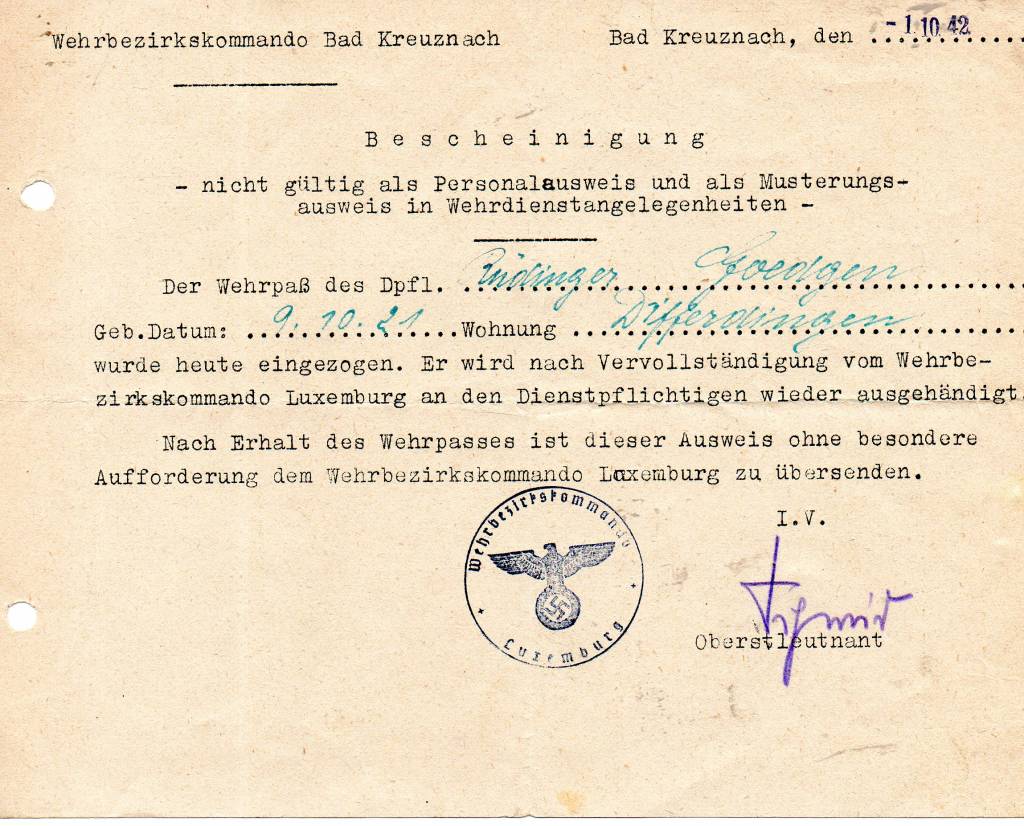 Wehrbezirkskommando Bad Kreuznach Bad Kreuznach, den -1.10.42
Bescheinigung
- nicht gültig als Personalausweis und als Musterungs-
ausweis in Wehrdienstangelegenheiten -
Der Wehrpaß des Dpfl. Rüdinger Goedgen
Geb.Datum: 9.10.21 Wohnung Differdingen
wurde heute eingezogen. Er wird nach Vervollständigung vom Wehrbe-
zirkskommando Luxemburg an den Dienstpflichtigen wieder ausgehändigt.
Nach Erhalt des Wehrpasses ist dieser Ausweis ohne besondere
Aufforderung dem Wehrbezirkskommando Luxemburg zu übersenden.
I.V.
Wehrbezirkskommando
Luxemburg
Oberstleutnant